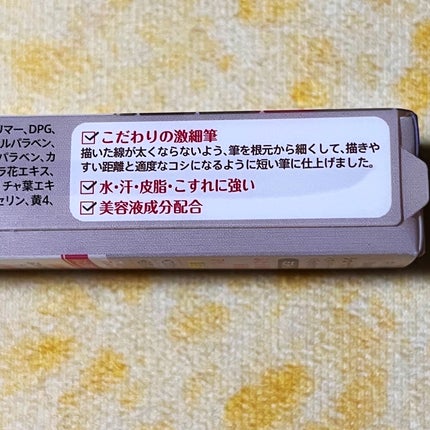 リマー、DPG、
ルパラベン、
パラベン、カ
ラ花エキス、
チャ葉エキ
セリン、黄4、
☑こだわりの激細筆
描いた線が太くならないよう、筆を根元から細くして、描きや
すい距離と適度なコシになるように短い筆に仕上げました。
☑水・汗・皮脂・こすれに強い
☑美容液成分配合